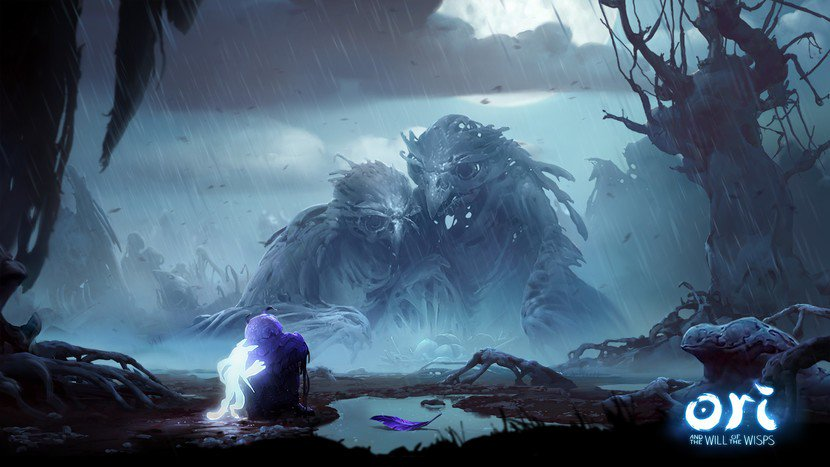 ori
AND THE WILL OF THE WISPS